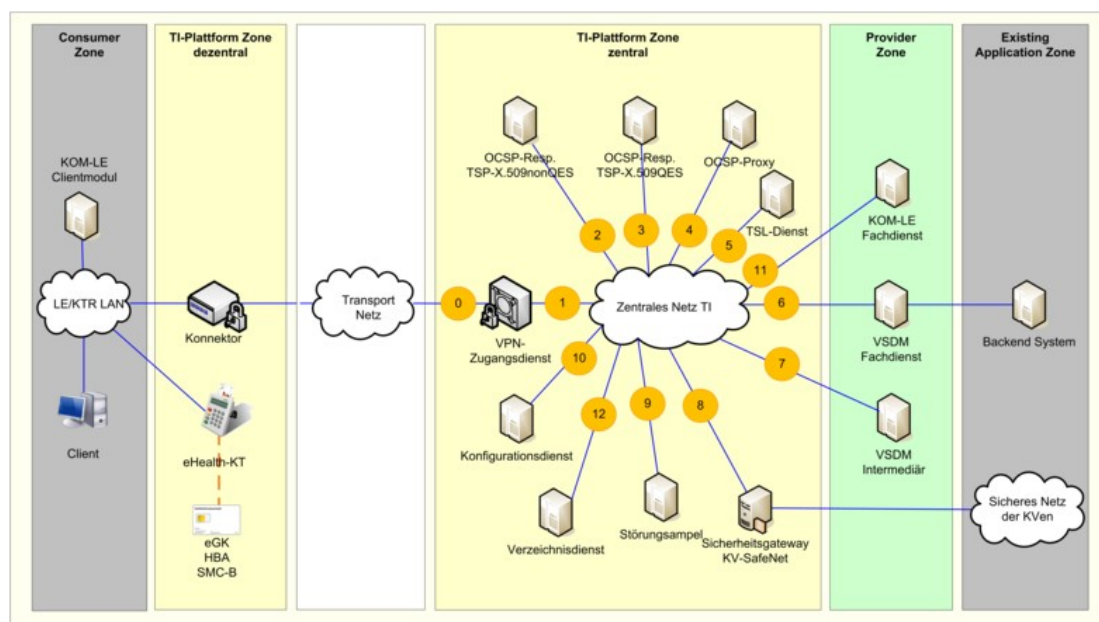 Consumer
Zone
TI-Plattform Zone
dezentral
TI-Plattform Zone
zentral
Provider
Zone
Existing
Application Zone
KOM-LE
Clientmodul
LE/KTR LAN
Client
Konnektor
eHealth-KT
eGK
HBA
SMC-B
Transport
Netz
OCSP-Resp.
TSP-X.509nonQES
OCSP-Resp.
TSP-X.509QES
OCSP-Proxy
TSL-Dienst
2
3
4
5
11
0
1
6
VPN-
Zugangsdienst
Zentrales Netz TI
10
12
9
8
7
Konfigurationsdienst
Verzeichnisdienst
Störungsampel
Sicherheitsgateway
KV-SafeNet
KOM-LE
Fachdienst
VSDM
Fachdienst
VSDM
Intermediär
Backend System
Sicheres Netz
der KVen